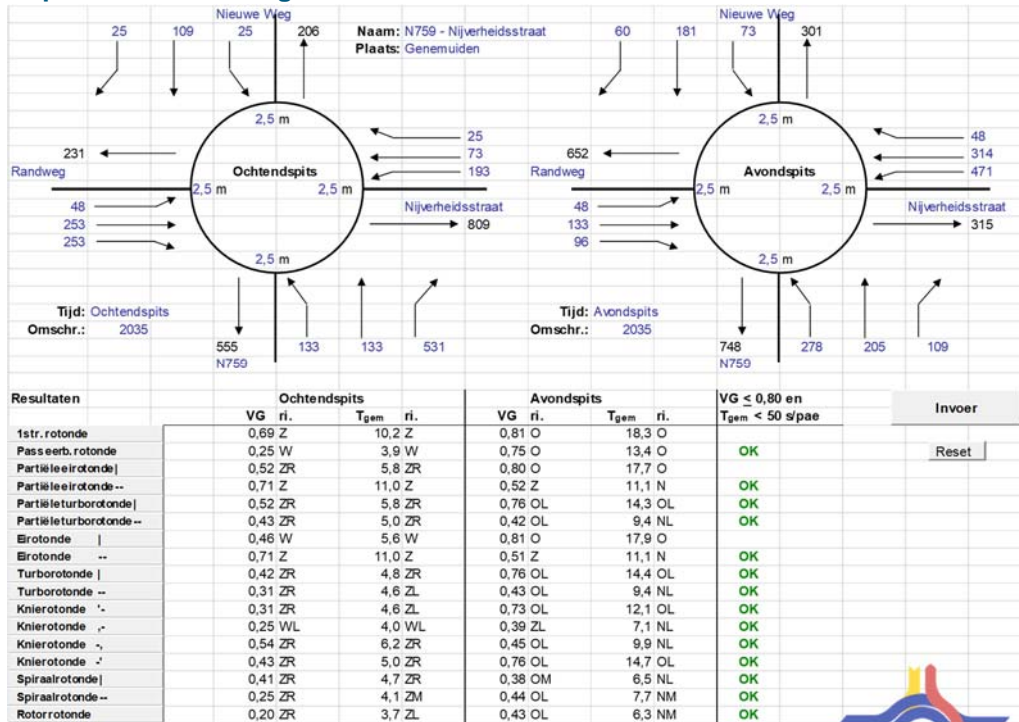 Nieuwe Weg Nieuwe Weg
25 109 25 206 Naam: N759 - Nijverheidsstraat 60 181 73 301
Plaats: Genemuiden
2,5 m 2,5 m
25 48
231 73 652 314
Randweg Ochtendspits 193 Randweg Avondspits 471
2,5 m 2,5 m 2,5 m 2,5 m
48 Nijverheidsstraat 48 Nijverheidsstraat
253 809 133 315
253 96
2,5 m 2,5 m
Tijd: Ochtendspits Tijd: Avondspits
Omschr.: 2035 Omschr.: 2035
555 133 133 531 748 278 205 109
N759 N759
Resultaten Ochtendspits Avondspits VG ≤ 0,80 en
VG ri. Tgem ri. VG ri. Tgem ri. Tgem < 50 s/pae Invoer
1str. rotonde 0,69 Z 10,2 Z 0,81 O 18,3 O
Passeerb. rotonde 0,25 W 3,9 W 0,75 O 13,4 O OK Reset
Partiële eirotonde | 0,52 ZR 5,8 ZR 0,80 O 17,7 O
Partiële eirotonde -- 0,71 Z 11,0 Z 0,52 Z 11,1 N OK
Partiële turborotonde | 0,52 ZR 5,8 ZR 0,76 OL 14,3 OL OK
Partiële turborotonde -- 0,43 ZR 5,0 ZR 0,42 OL 9,4 NL OK
Eirotonde | 0,46 W 5,6 W 0,81 O 17,9 O
Eirotonde -- 0,71 Z 11,0 Z 0,51 Z 11,1 N OK
Turborotonde | 0,42 ZR 4,8 ZR 0,76 OL 14,4 OL OK
Turborotonde -- 0,31 ZR 4,6 ZL 0,43 OL 9,4 NL OK
Knierotonde '- 0,31 ZR 4,6 ZL 0,73 OL 12,1 OL OK
Knierotonde ,- 0,25 WL 4,0 WL 0,39 ZL 7,1 NL OK
Knierotonde -, 0,54 ZR 6,2 ZR 0,45 OL 9,9 NL OK
Knierotonde -' 0,43 ZR 5,0 ZR 0,76 OL 14,7 OL OK
Spiraalrotonde | 0,41 ZR 4,7 ZR 0,38 OM 6,5 NL OK
Spiraalrotonde -- 0,25 ZR 4,1 ZM 0,44 OL 7,7 NM OK
Rotorrotonde 0,20 ZR 3,7 ZL 0,43 OL 6,3 NM OK